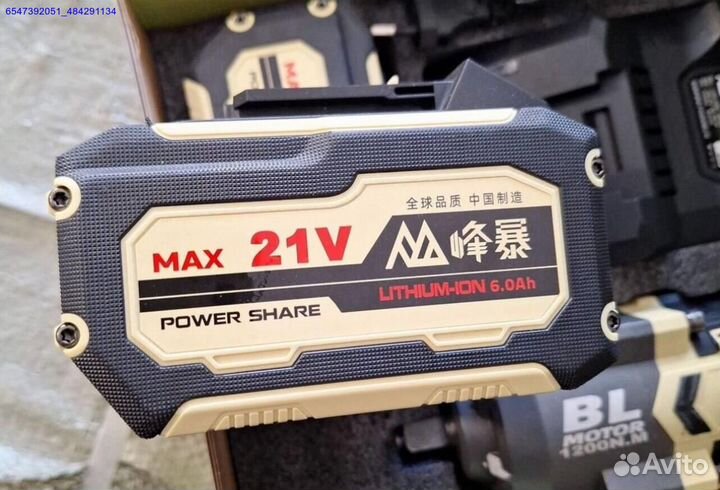 6547392051_484291134
MA
全球品质 中国制造
MAX 21V 峰暴
LITHIUM-ION 6.0Ah
POWER SHARE
BL
MOTOR
1200N.M
Avito